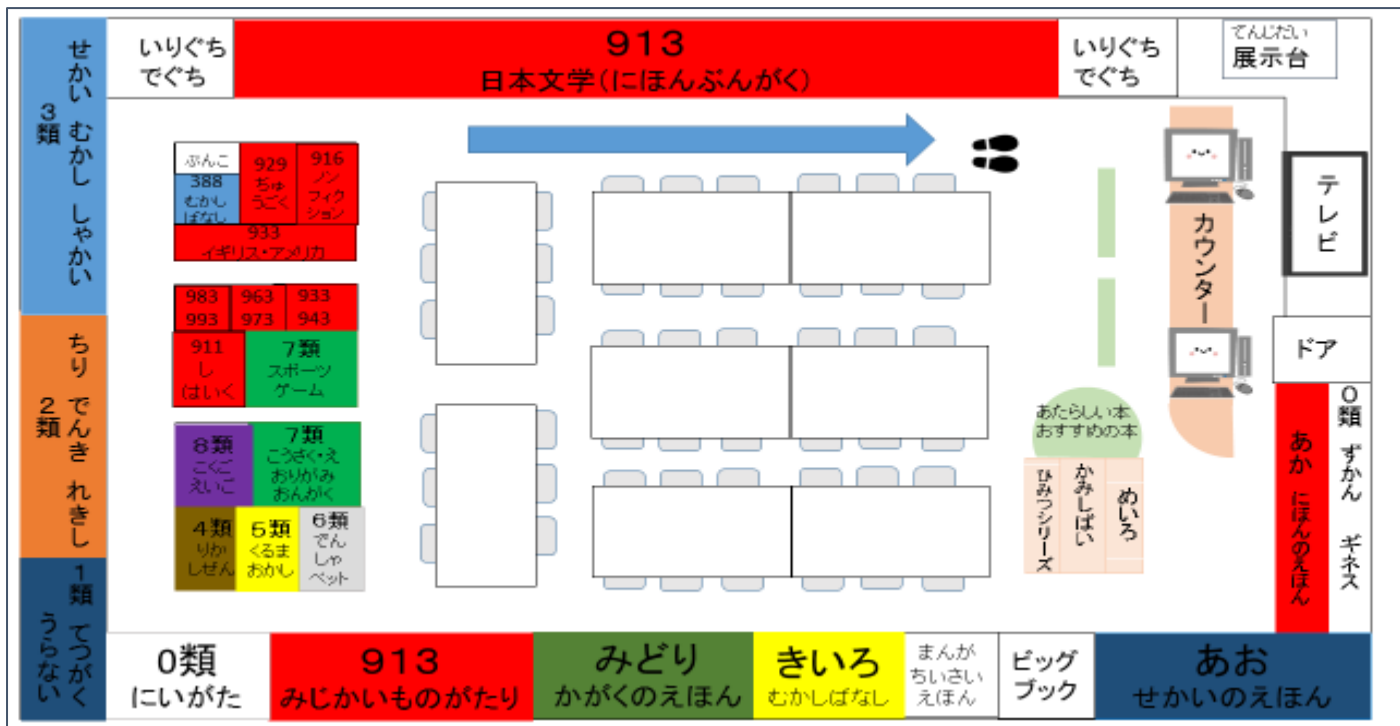 せかい むかし しゃかい
3類
いりぐち
でぐち
913
日本文学(にほんぶんがく)
いりぐち
でぐち
てんじだい
展示台
ぶんこ
388
むかし
ばなし
929
ちゅ
うごく
916
ノン
フィク
ション
933
イギリス・アメリカ
カウンター
テレビ
983
993
963
973
933
943
911
し
はいく
7類
スポーツ
ゲーム
ドア
ちり でんき れきし
2類
8類
こくご
えいご
7類
こうさく・え
おりがみ
おんがく
あたらしい本
おすすめの本
めいろ
かみしばい
ひみつシリーズ
0類 ずかん ギネス
あか にほんのえほん
4類
りか
しぜん
5類
くるま
おかし
6類
でん
しゃ
ペット
1類 てつがく
うらない
0類
にいがた
913
みじかいものがたり
みどり
かがくのえほん
きいろ
むかしばなし
まんが
ちいさい
えほん
ビッグ
ブック
あお
せかいのえほん